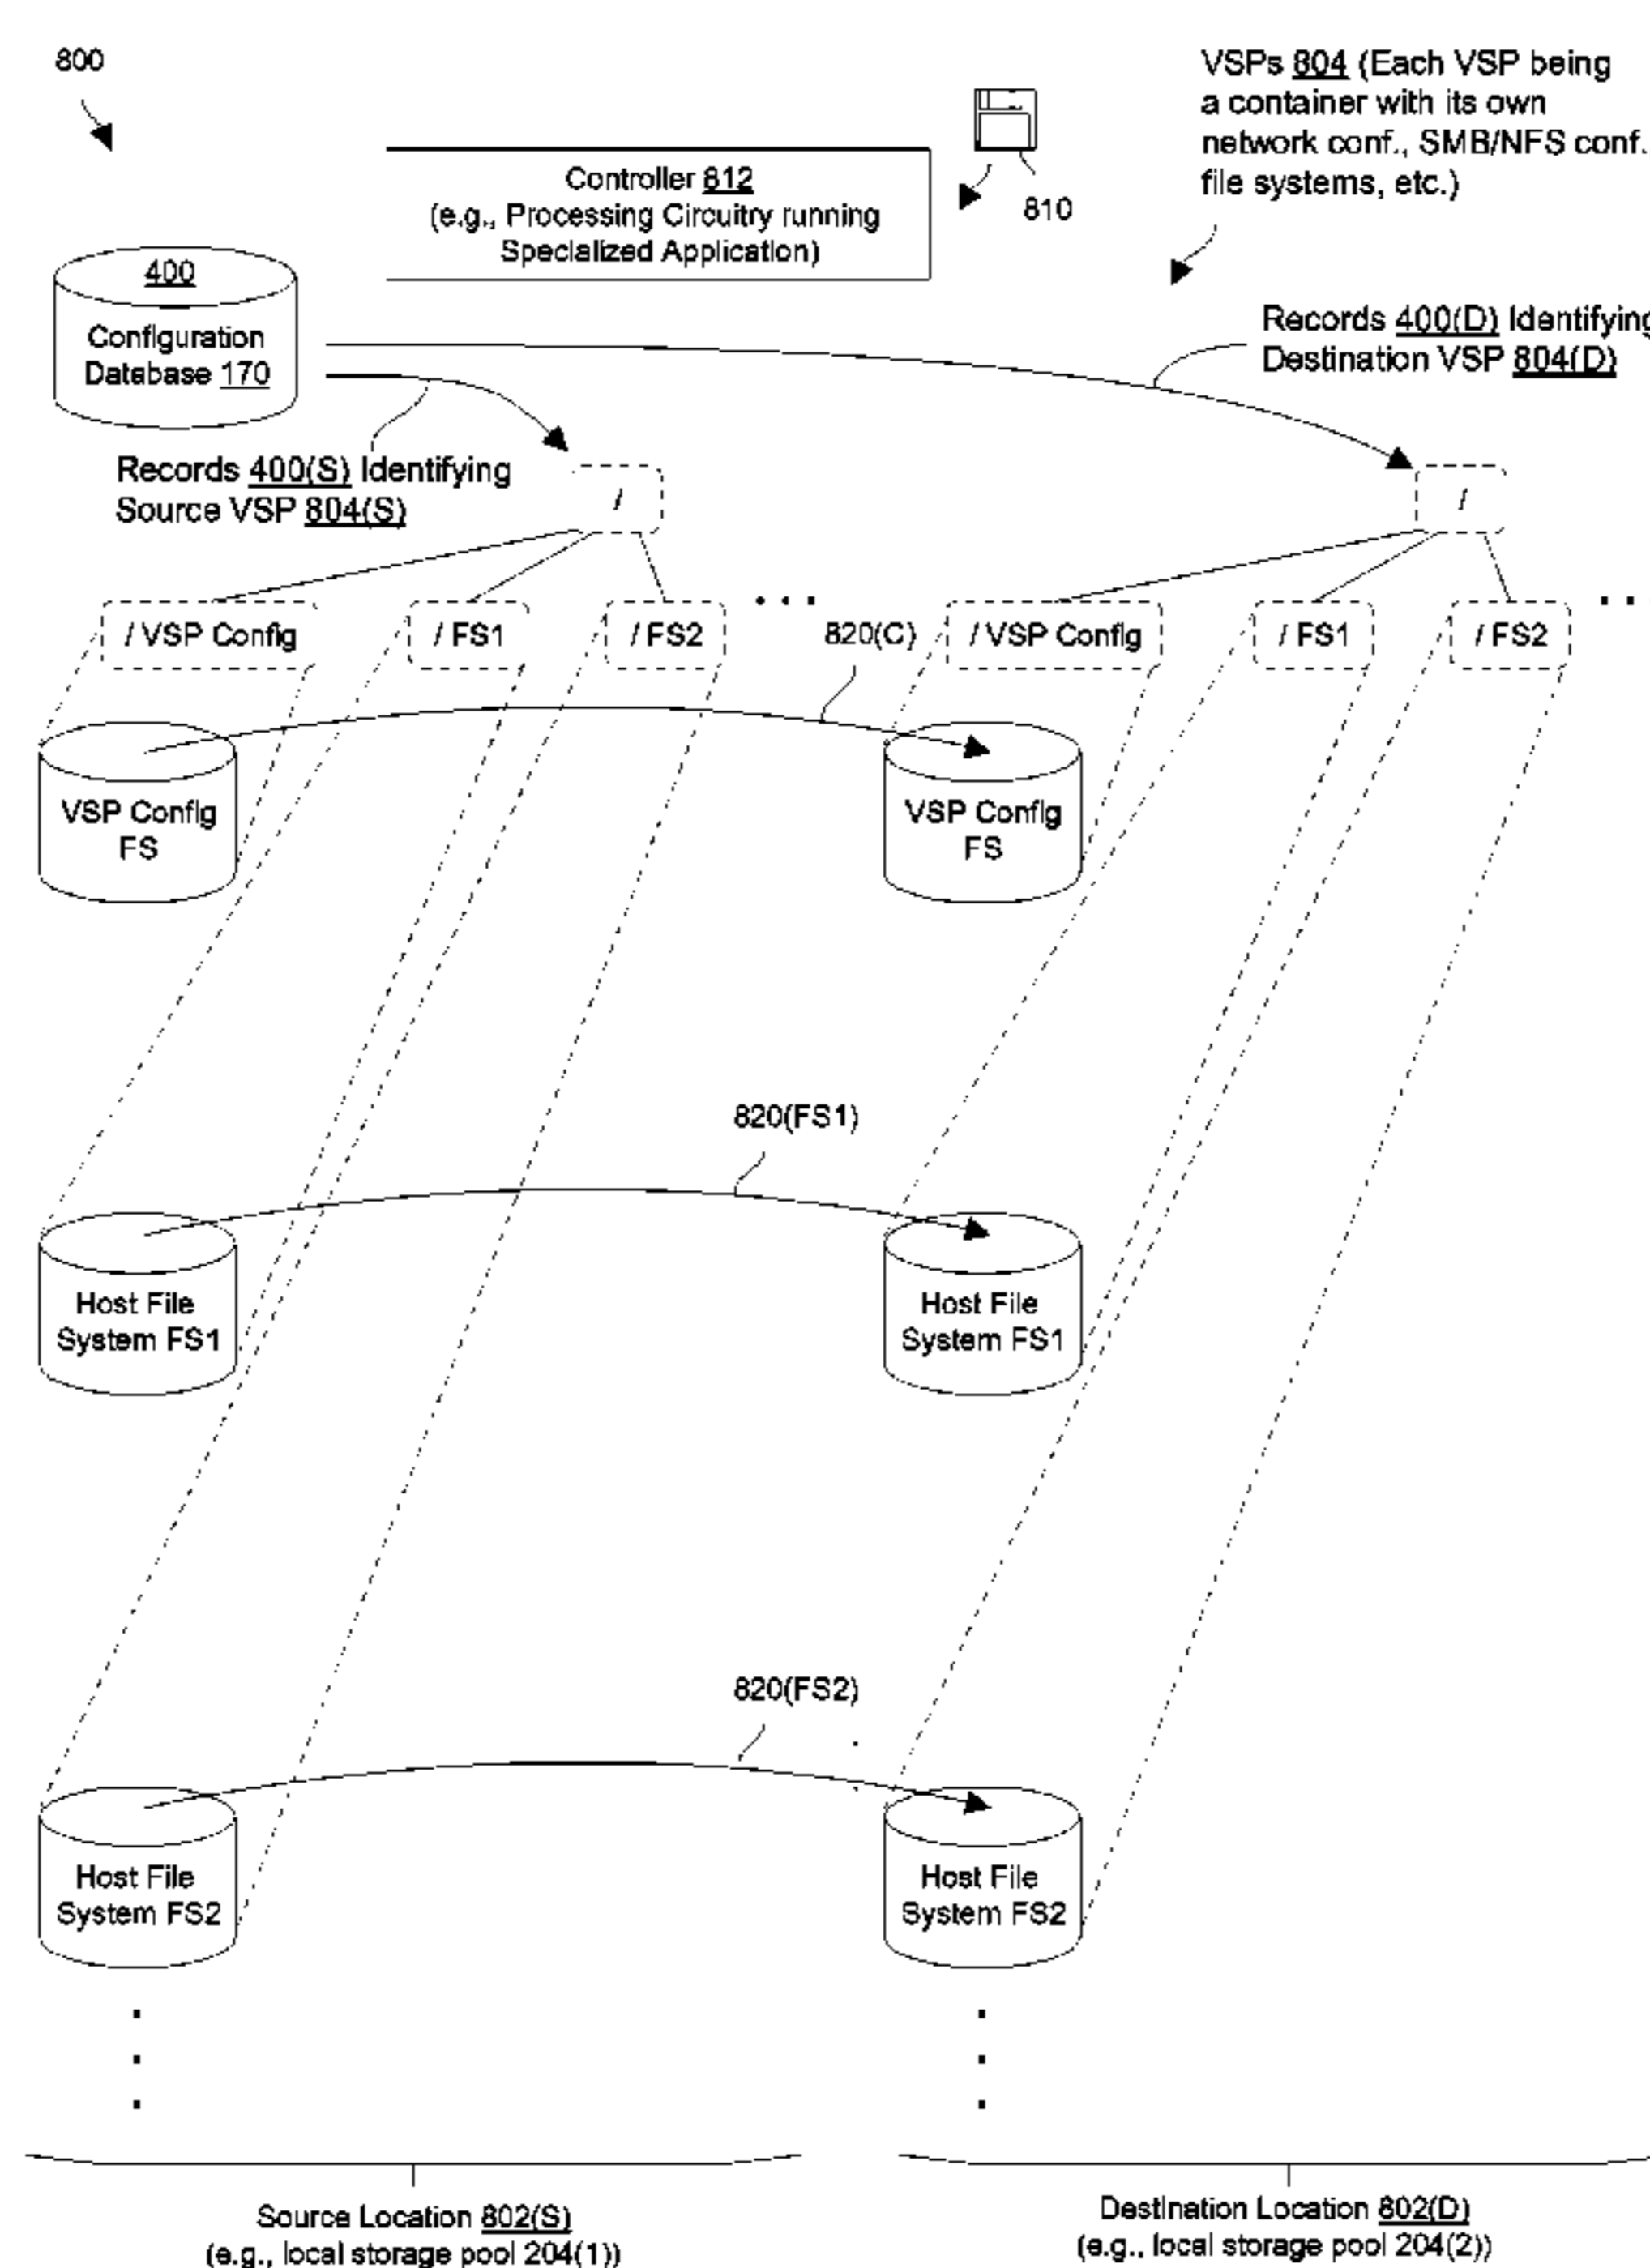 800
VSPs 804 (Each VSP being
a container with its own
network conf., SMB/NFS conf.
file systems, etc.)
Controller 812
(e.g., Processing Circuitry running
Specialized Application)
810
400
Configuration
Database 170
Records 400(D) Identifying
Destination VSP 804(D)
Records 400(S) Identifying
Source VSP 804(S)
/
/
/ VSP Config
/ FS1
/ FS2
...
820(C)
/ VSP Config
/ FS1
/ FS2
VSP Config
FS
VSP Config
FS
820(FS1)
Host File
System FS1
Host File
System FS1
820(FS2)
Host File
System FS2
Host File
System FS2
Source Location 802(S)
(e.g., local storage pool 204(1))
Destination Location 802(D)
(e.g., local storage pool 204(2))